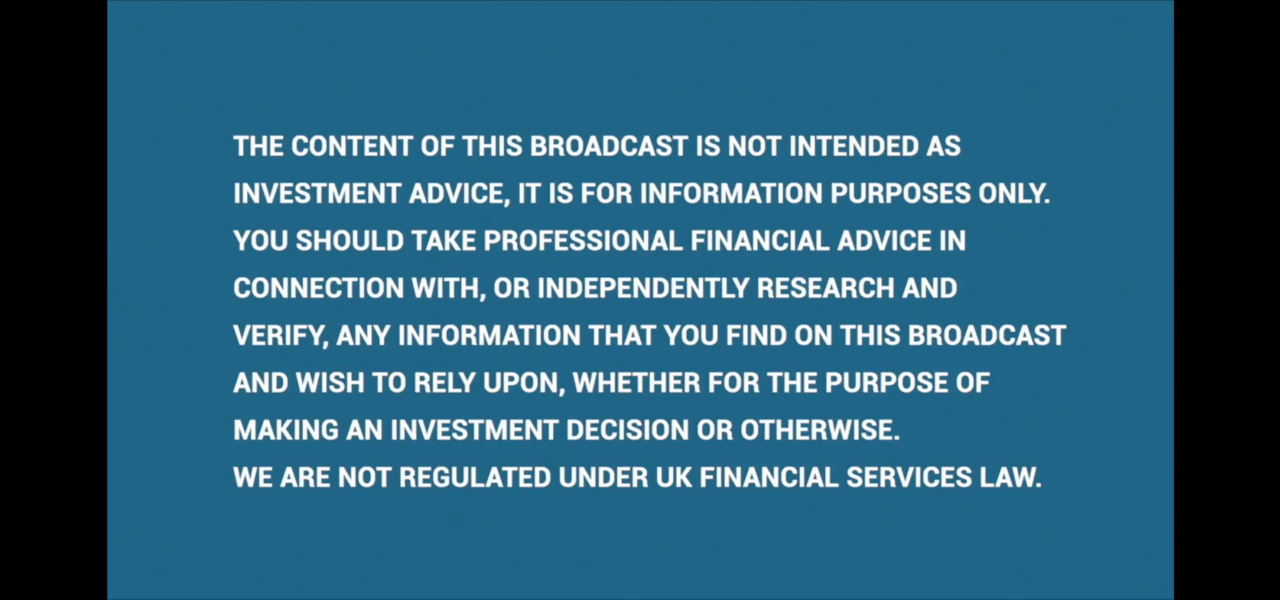 THE CONTENT OF THIS BROADCAST IS NOT INTENDED AS
INVESTMENT ADVICE, IT IS FOR INFORMATION PURPOSES ONLY.
YOU SHOULD TAKE PROFESSIONAL FINANCIAL ADVICE IN
CONNECTION WITH, OR INDEPENDENTLY RESEARCH AND
VERIFY, ANY INFORMATION THAT YOU FIND ON THIS BROADCAST
AND WISH TO RELY UPON, WHETHER FOR THE PURPOSE OF
MAKING AN INVESTMENT DECISION OR OTHERWISE.
WE ARE NOT REGULATED UNDER UK FINANCIAL SERVICES LAW.